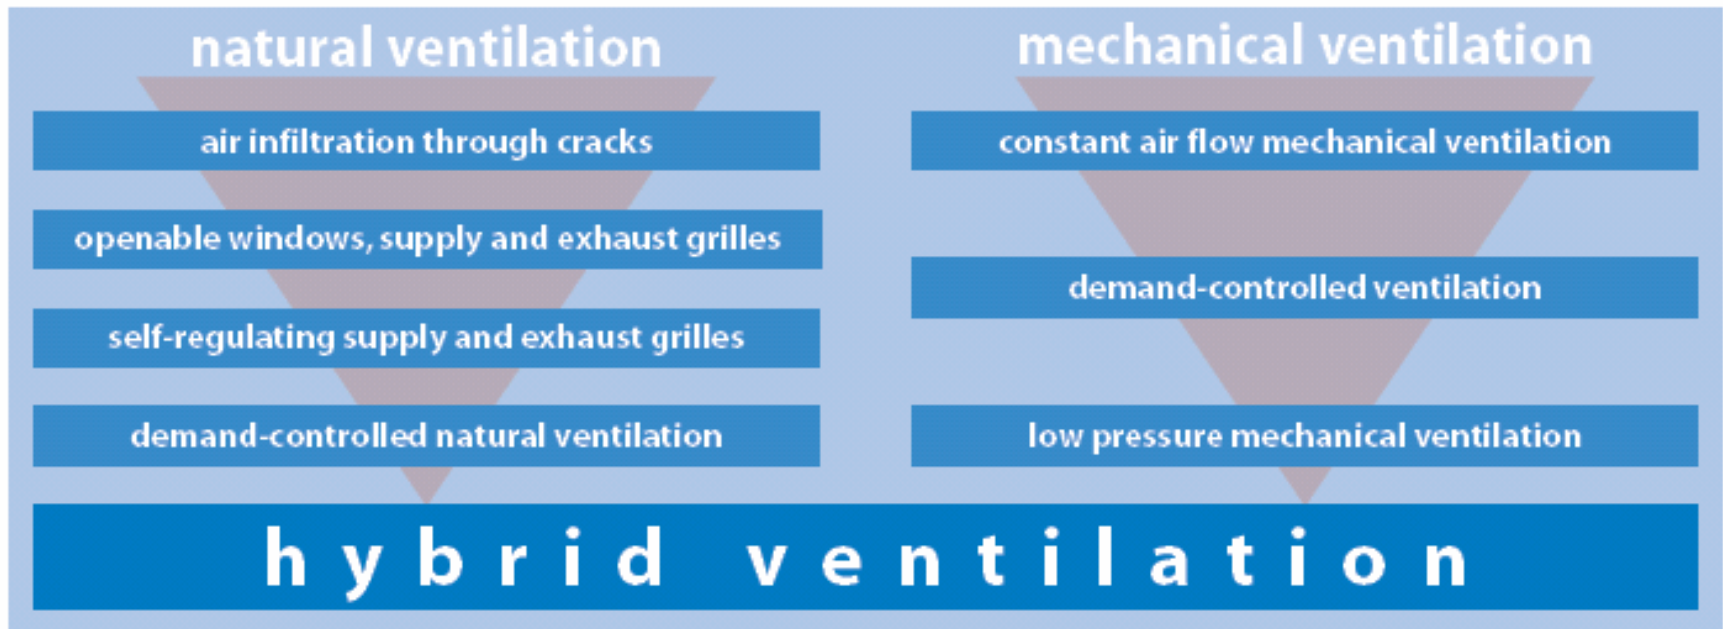 natural ventilation
air infiltration through cracks
openable windows, supply and exhaust grilles
self-regulating supply and exhaust grilles
demand-controlled natural ventilation
mechanical ventilation
constant air flow mechanical ventilation
demand-controlled ventilation
low pressure mechanical ventilation
hybrid ventilation